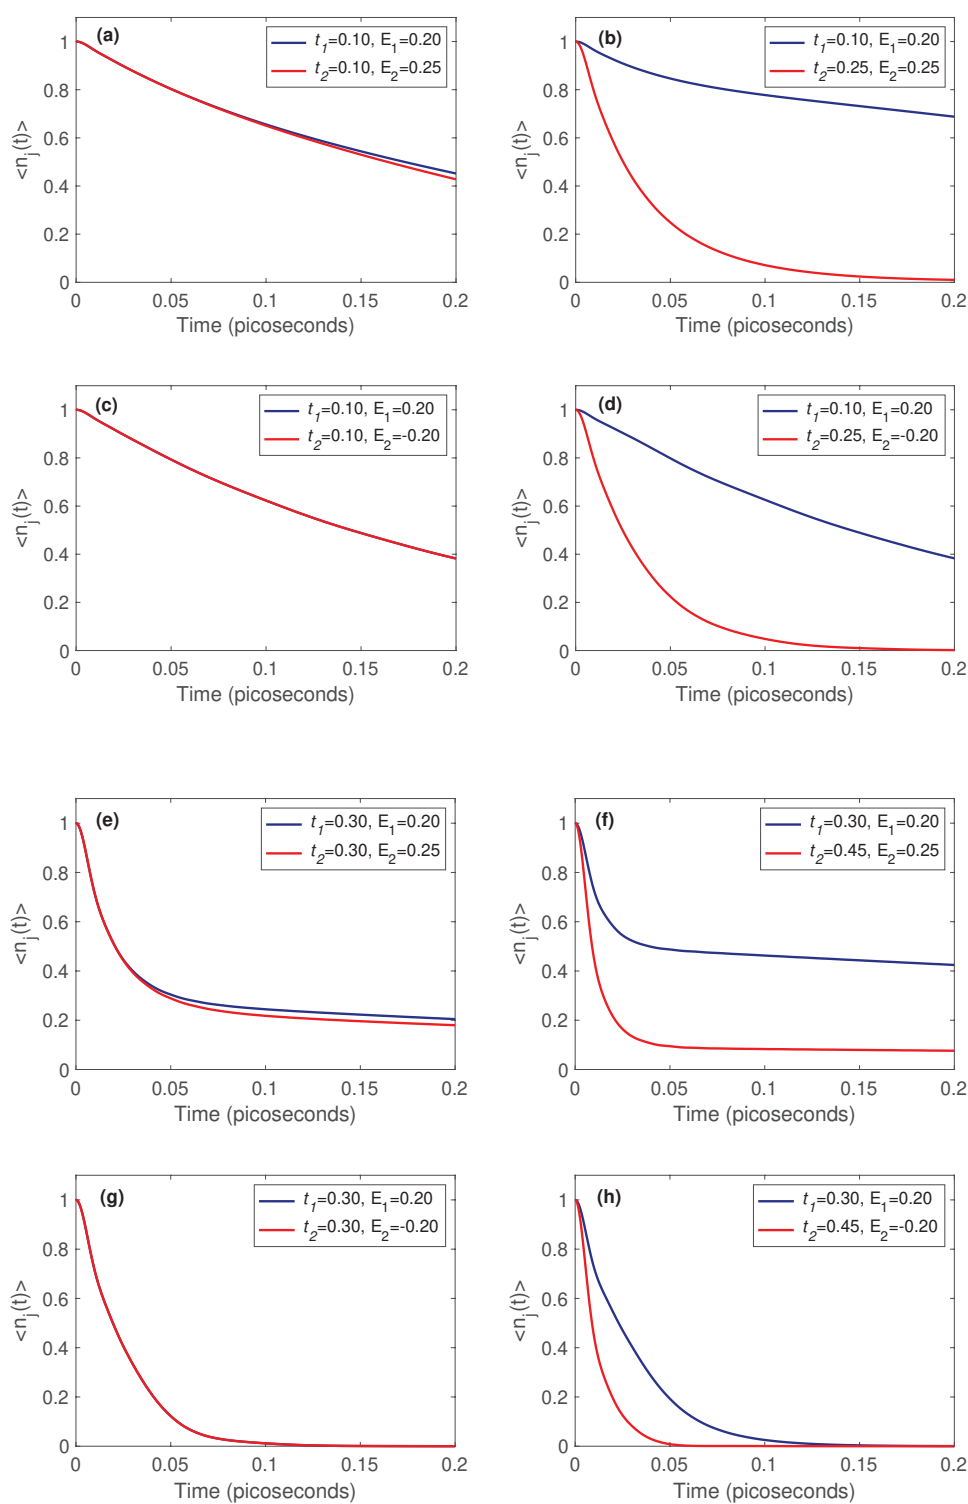 (a)
t1=0.10, E1=0.20
t2=0.10, E2=0.25
<nj(t)>
1
0.8
0.6
0.4
0.2
0
0 0.05 0.1 0.15 0.2
Time (picoseconds)
(b)
t1=0.10, E1=0.20
t2=0.25, E2=0.25
<nj(t)>
1
0.8
0.6
0.4
0.2
0
0 0.05 0.1 0.15 0.2
Time (picoseconds)
(c)
t1=0.10, E1=0.20
t2=0.10, E2=-0.20
<nj(t)>
1
0.8
0.6
0.4
0.2
0
0 0.05 0.1 0.15 0.2
Time (picoseconds)
(d)
t1=0.10, E1=0.20
t2=0.25, E2=-0.20
<nj(t)>
1
0.8
0.6
0.4
0.2
0
0 0.05 0.1 0.15 0.2
Time (picoseconds)
(e)
t1=0.30, E1=0.20
t2=0.30, E2=0.25
<nj(t)>
1
0.8
0.6
0.4
0.2
0
0 0.05 0.1 0.15 0.2
Time (picoseconds)
(f)
t1=0.30, E1=0.20
t2=0.45, E2=0.25
<nj(t)>
1
0.8
0.6
0.4
0.2
0
0 0.05 0.1 0.15 0.2
Time (picoseconds)
(g)
t1=0.30, E1=0.20
t2=0.30, E2=-0.20
<nj(t)>
1
0.8
0.6
0.4
0.2
0
0 0.05 0.1 0.15 0.2
Time (picoseconds)
(h)
t1=0.30, E1=0.20
t2=0.45, E2=-0.20
<nj(t)>
1
0.8
0.6
0.4
0.2
0
0 0.05 0.1 0.15 0.2
Time (picoseconds)